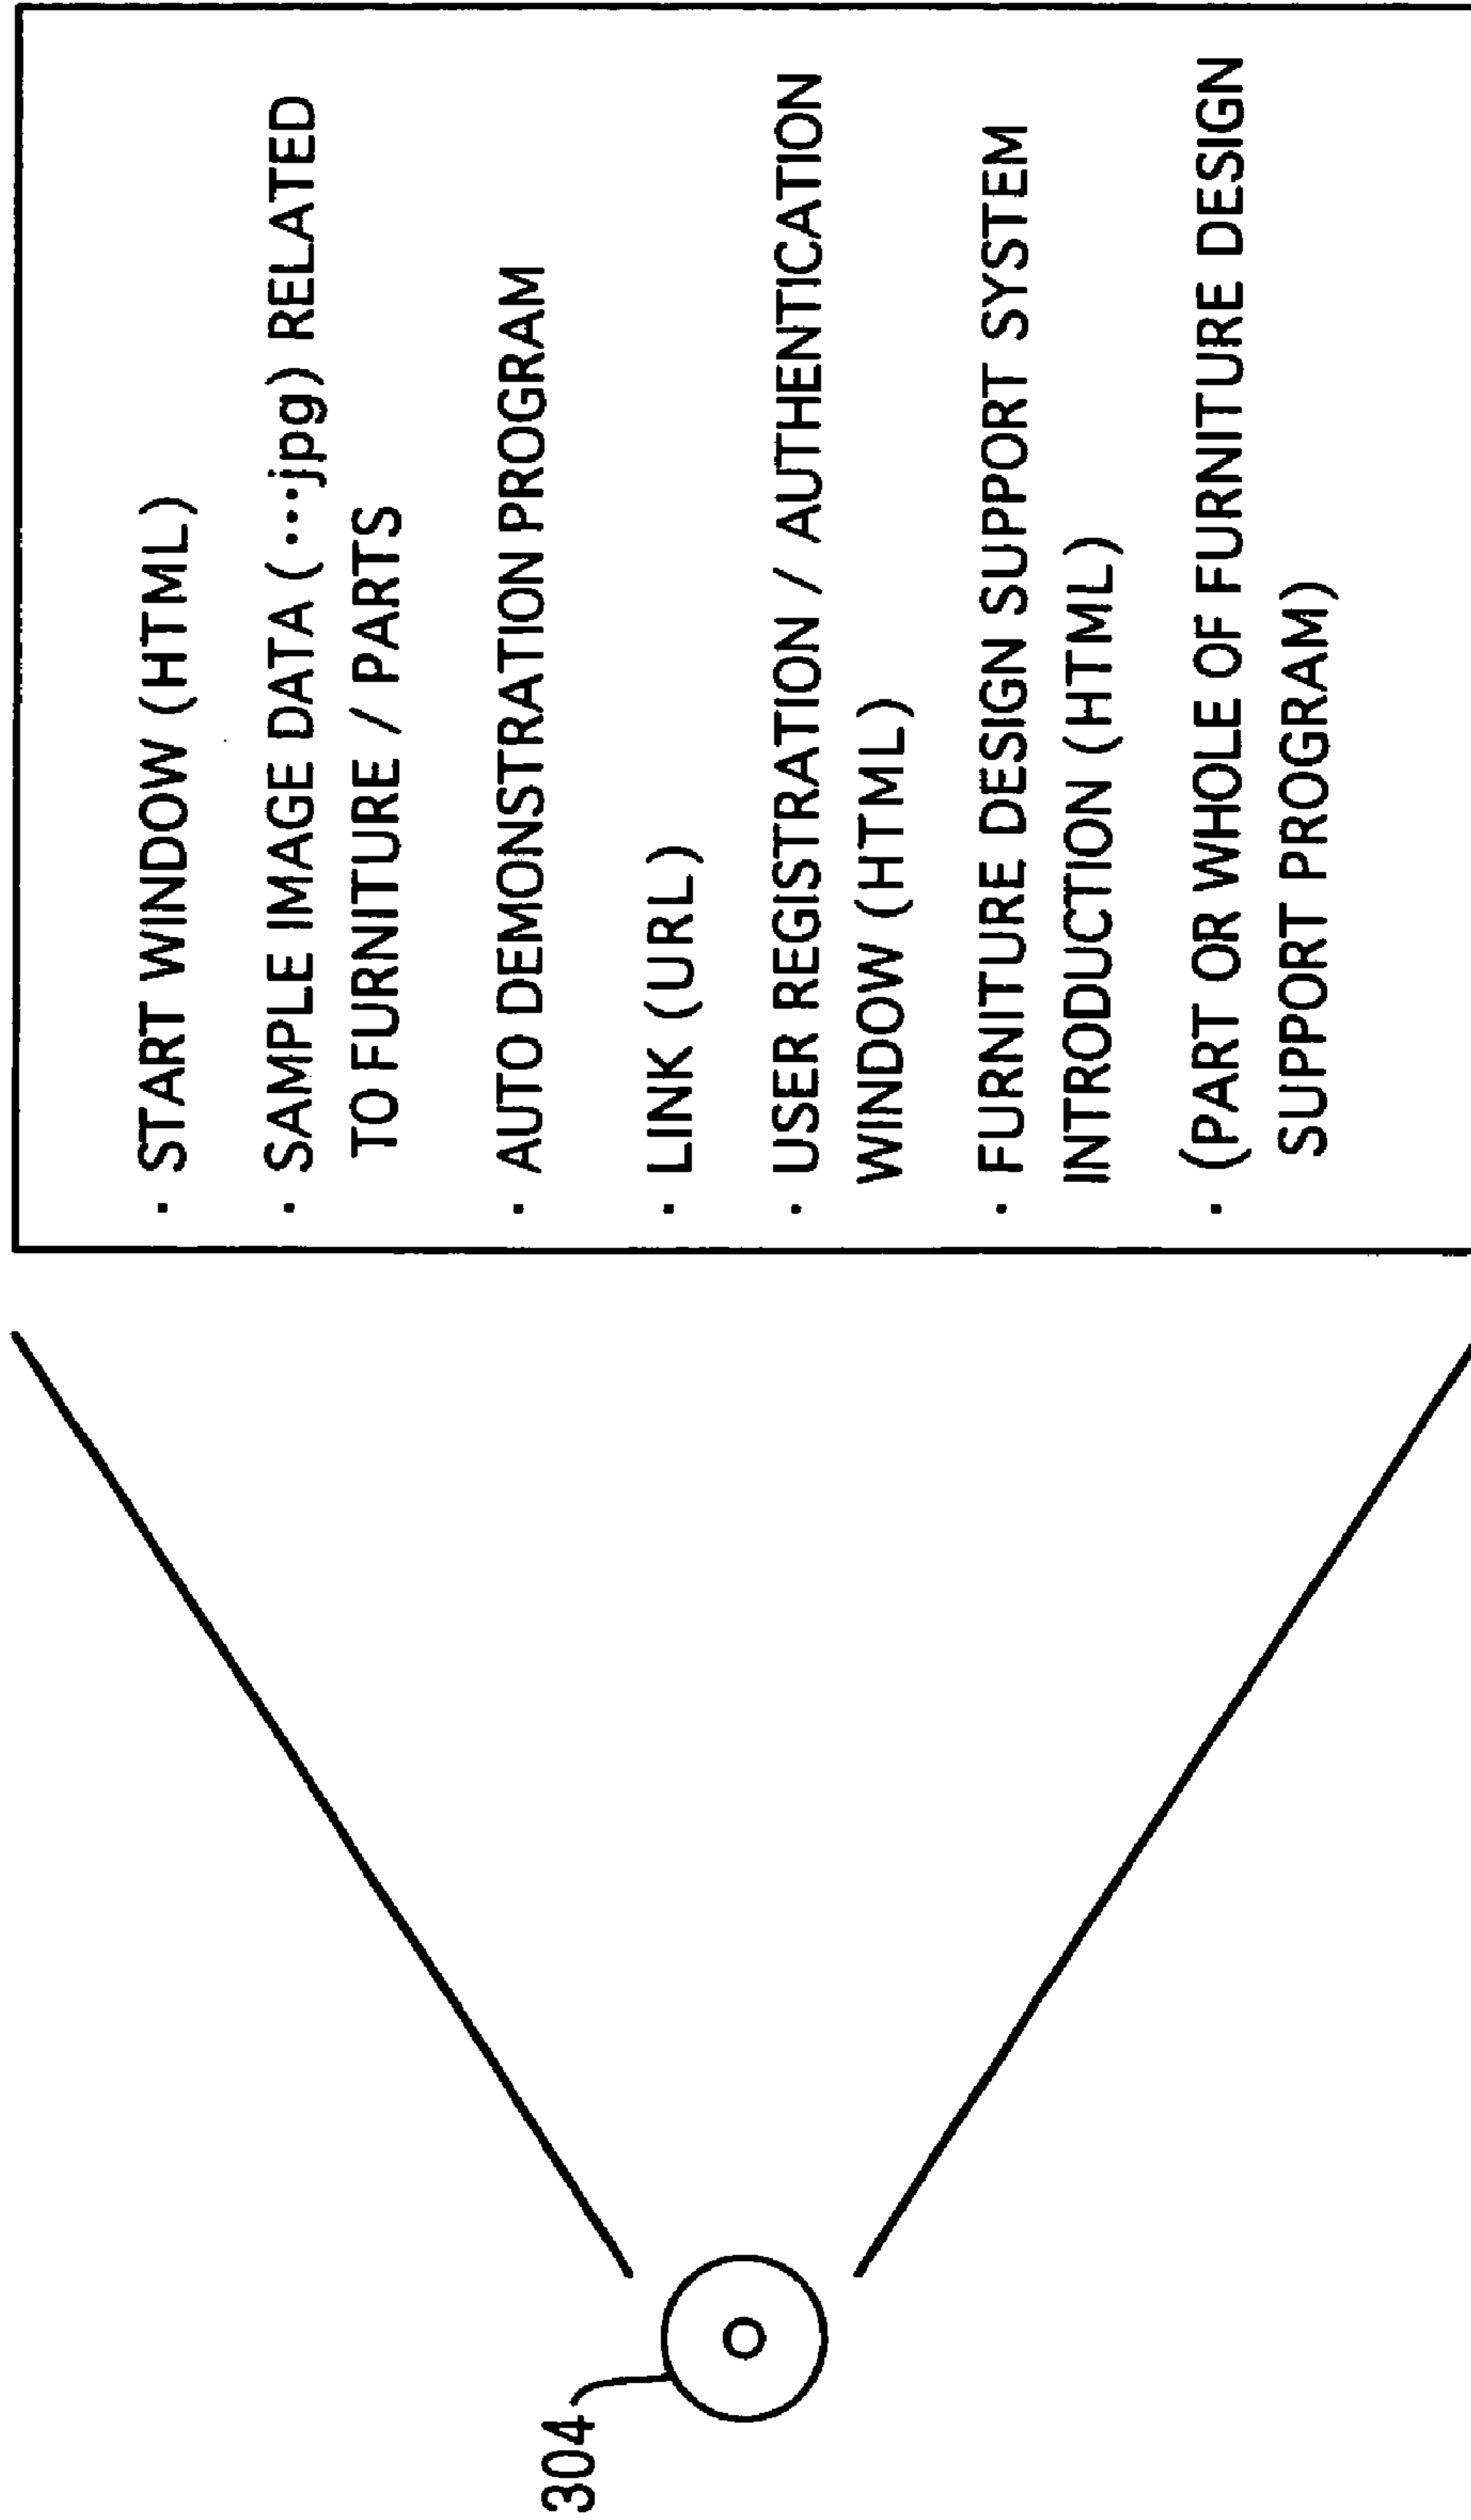 · START WINDOW (HTML)
· SAMPLE IMAGE DATA (...jpg) RELATED
TO FURNITURE / PARTS
· AUTO DEMONSTRATION PROGRAM
· LINK (URL)
· USER REGISTRATION / AUTHENTICATION
WINDOW (HTML)
· FURNITURE DESIGN SUPPORT SYSTEM
INTRODUCTION (HTML)
· (PART OR WHOLE OF FURNITURE DESIGN
SUPPORT PROGRAM)
304